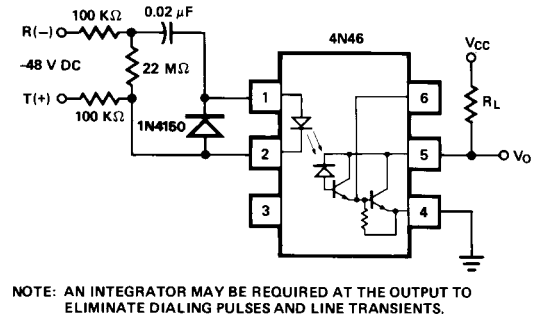 100 KΩ
0.02 µF
4N46
R(−)
VCC
-48 V DC
22 MΩ
T(+)
100 KΩ
1N4150
RL
1
6
2
5
VO
3
4
NOTE: AN INTEGRATOR MAY BE REQUIRED AT THE OUTPUT TO
ELIMINATE DIALING PULSES AND LINE TRANSIENTS.